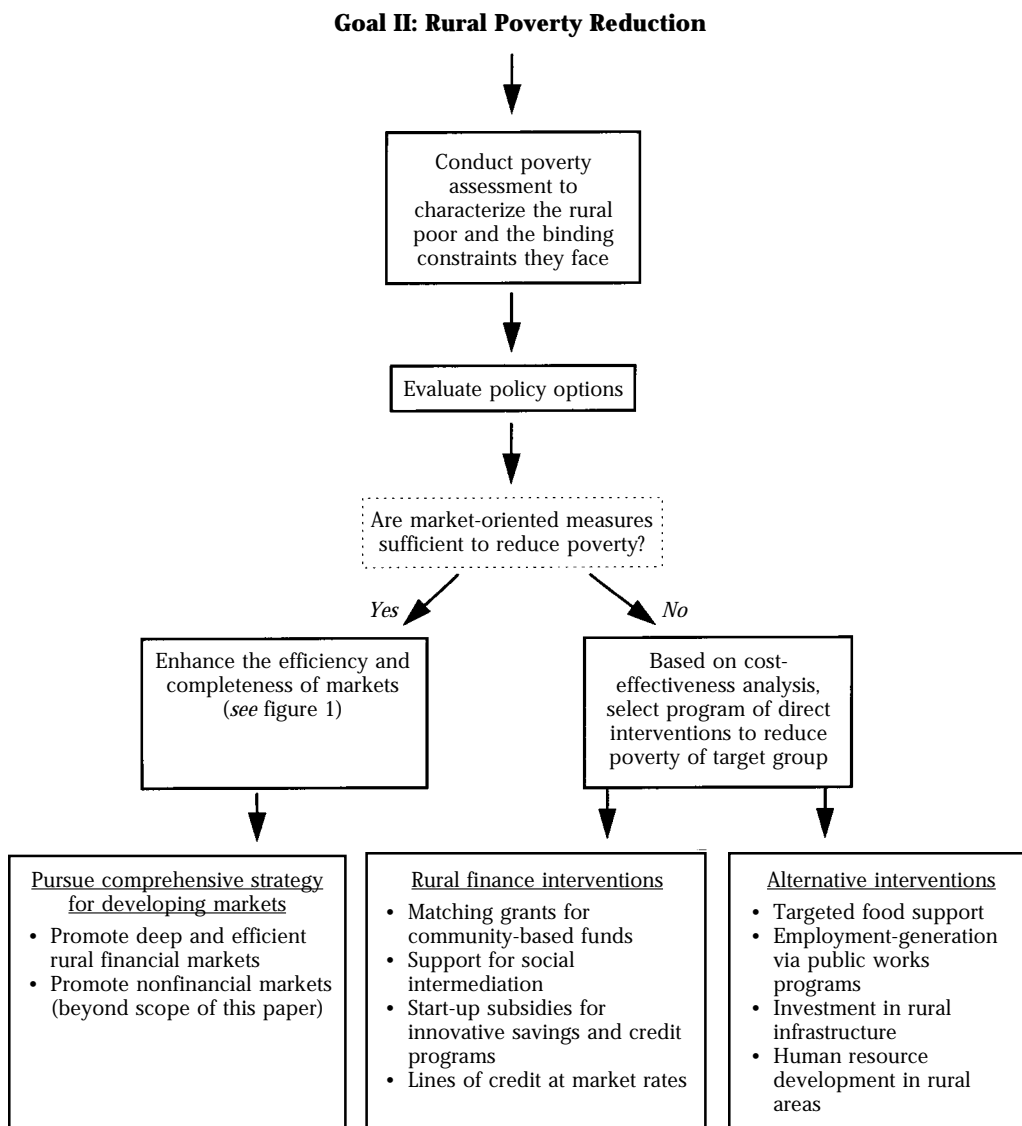 Goal II: Rural Poverty Reduction
Conduct poverty
assessment to
characterize the rural
poor and the binding
constraints they face
Evaluate policy options
Are market-oriented measures
sufficient to reduce poverty?
Yes
No
Enhance the efficiency and
completeness of markets
(see figure 1)
Based on cost-
effectiveness analysis,
select program of direct
interventions to reduce
poverty of target group
Pursue comprehensive strategy
for developing markets
• Promote deep and efficient
rural financial markets
• Promote nonfinancial markets
(beyond scope of this paper)
Rural finance interventions
• Matching grants for
community-based funds
• Support for social
intermediation
• Start-up subsidies for
innovative savings and credit
programs
• Lines of credit at market rates
Alternative interventions
• Targeted food support
• Employment-generation
via public works
programs
• Investment in rural
infrastructure
• Human resource
development in rural
areas